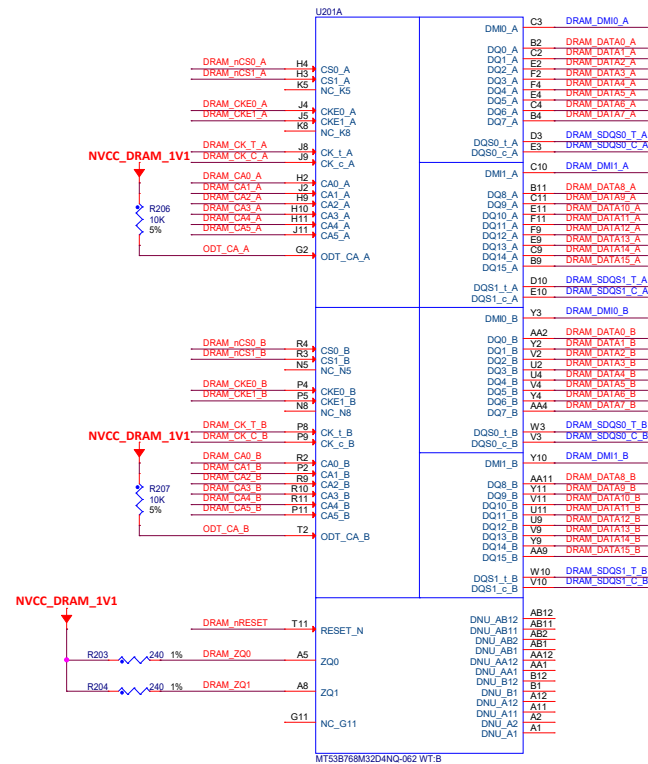 U201A
DMI0_A C3 DRAM_DMI0_A
DQ0_A B2 DRAM_DATA0_A
DQ1_A C2 DRAM_DATA1_A
DRAM_nCS0_A H4 CS0_A DQ2_A E2 DRAM_DATA2_A
DRAM_nCS1_A H3 CS1_A DQ3_A F2 DRAM_DATA3_A
K5 NC_K5 DQ4_A F4 DRAM_DATA4_A
DQ5_A E4 DRAM_DATA5_A
DRAM_CKE0_A J4 CKE0_A DQ6_A C4 DRAM_DATA6_A
DRAM_CKE1_A J5 CKE1_A DQ7_A B4 DRAM_DATA7_A
K8 NC_K8
DQS0_t_A D3 DRAM_SDQS0_T_A
DRAM_CK_T_A J8 CK_t_A DQS0_c_A E3 DRAM_SDQS0_C_A
NVCC_DRAM_1V1 DRAM_CK_C_A J9 CK_c_A
DMI1_A C10 DRAM_DMI1_A
DRAM_CA0_A H2 CA0_A
DRAM_CA1_A J2 CA1_A DQ8_A B11 DRAM_DATA8_A
DRAM_CA2_A H9 CA2_A DQ9_A C11 DRAM_DATA9_A
R206 DRAM_CA3_A H10 CA3_A DQ10_A E11 DRAM_DATA10_A
10K DRAM_CA4_A H11 CA4_A DQ11_A F11 DRAM_DATA11_A
5% DRAM_CA5_A J11 CA5_A DQ12_A F9 DRAM_DATA12_A
DQ13_A E9 DRAM_DATA13_A
ODT_CA_A G2 ODT_CA_A DQ14_A C9 DRAM_DATA14_A
DQ15_A B9 DRAM_DATA15_A
DQS1_t_A D10 DRAM_SDQS1_T_A
DQS1_c_A E10 DRAM_SDQS1_C_A
DMI0_B Y3 DRAM_DMI0_B
DQ0_B AA2 DRAM_DATA0_B
DRAM_nCS0_B R4 CS0_B DQ1_B Y2 DRAM_DATA1_B
DRAM_nCS1_B R3 CS1_B DQ2_B V2 DRAM_DATA2_B
N5 NC_N5 DQ3_B U2 DRAM_DATA3_B
DQ4_B U4 DRAM_DATA4_B
DRAM_CKE0_B P4 CKE0_B DQ5_B V4 DRAM_DATA5_B
DRAM_CKE1_B P5 CKE1_B DQ6_B Y4 DRAM_DATA6_B
N8 NC_N8 DQ7_B AA4 DRAM_DATA7_B
DRAM_CK_T_B P8 CK_t_B DQS0_t_B W3 DRAM_SDQS0_T_B
NVCC_DRAM_1V1 DRAM_CK_C_B P9 CK_c_B DQS0_c_B V3 DRAM_SDQS0_C_B
DRAM_CA0_B R2 CA0_B DMI1_B Y10 DRAM_DMI1_B
DRAM_CA1_B P2 CA1_B
DRAM_CA2_B R9 CA2_B DQ8_B AA11 DRAM_DATA8_B
R207 DRAM_CA3_B R10 CA3_B DQ9_B Y11 DRAM_DATA9_B
10K DRAM_CA4_B R11 CA4_B DQ10_B V11 DRAM_DATA10_B
5% DRAM_CA5_B P11 CA5_B DQ11_B U11 DRAM_DATA11_B
DQ12_B U9 DRAM_DATA12_B
ODT_CA_B T2 ODT_CA_B DQ13_B V9 DRAM_DATA13_B
DQ14_B Y9 DRAM_DATA14_B
DQ15_B AA9 DRAM_DATA15_B
DQS1_t_B W10 DRAM_SDQS1_T_B
DQS1_c_B V10 DRAM_SDQS1_C_B
NVCC_DRAM_1V1
DNU_AB12 AB12
DRAM_nRESET T11 RESET_N DNU_AB11 AB11
DNU_AB2 AB2
DNU_AB1 AB1
R203 240 1% DRAM_ZQ0 A5 ZQ0 DNU_AA12 AA12
DNU_AA1 AA1
DNU_B12 B12
R204 240 1% DRAM_ZQ1 A8 ZQ1 DNU_B1 B1
DNU_A12 A12
DNU_A11 A11
G11 NC_G11 DNU_A2 A2
DNU_A1 A1
MT53B768M32D4NQ-062 WT:B